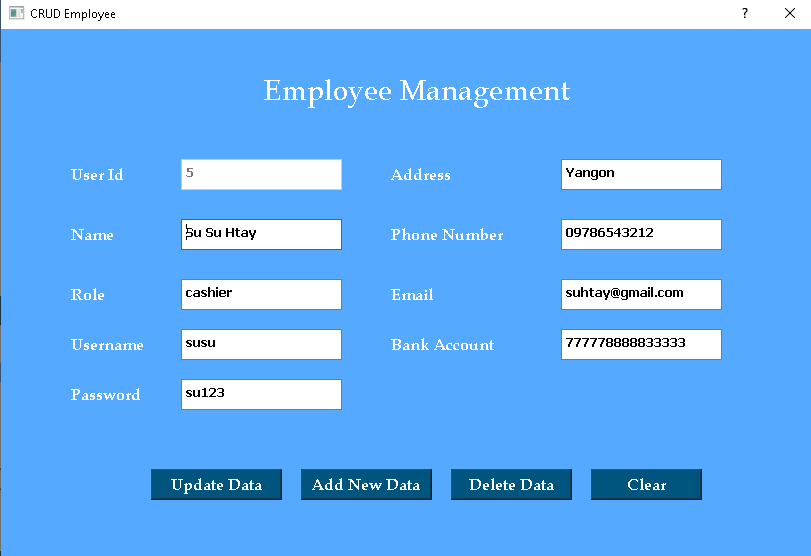 CRUD Employee ?
Employee Management
User Id 5 Address Yangon
Name Su Su Htay Phone Number 09786543212
Role cashier Email suhtay@gmail.com
Username susu Bank Account 777778888833333
Password su123
Update Data Add New Data Delete Data Clear